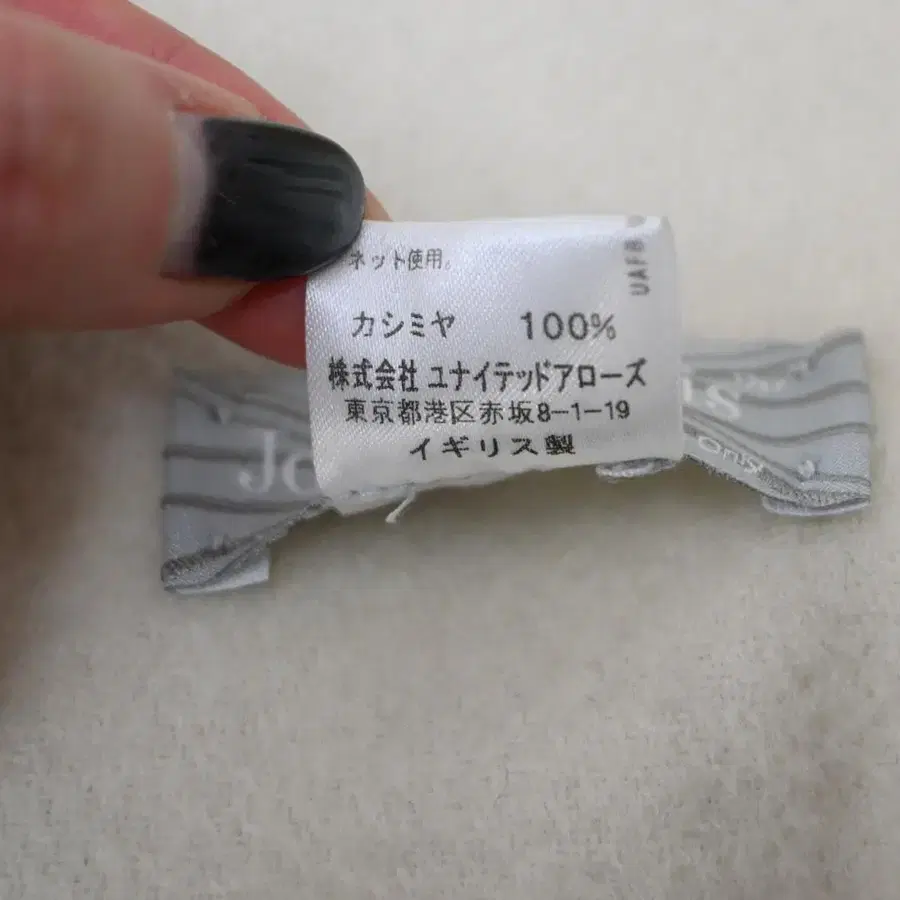 ネット使用。
UAFB
カシミヤ 100%
株式会社 ユナイテッドアローズ
東京都港区赤坂8-1-19
イギリス製